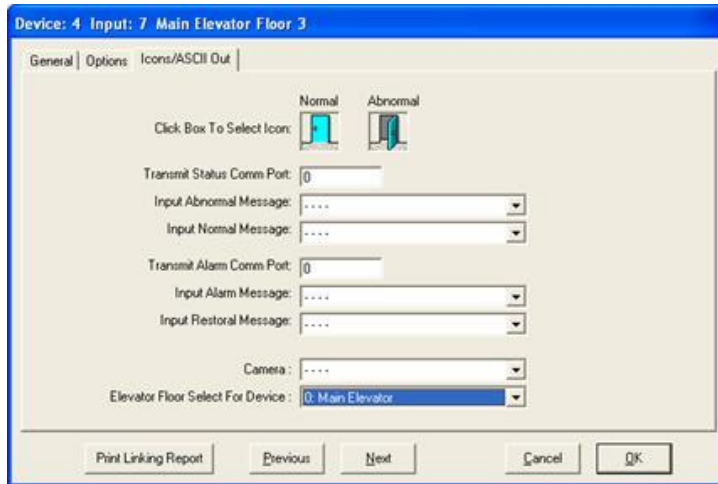 Device: 4 Input: 7 Main Elevator Floor 3
General Options Icons/ASCII Out
Normal Abnormal
Click Box To Select Icon:
Transmit Status Comm Port: 0
Input Abnormal Message: - - - -
Input Normal Message: - - - -
Transmit Alarm Comm Port: 0
Input Alarm Message: - - - -
Input Restoral Message: - - - -
Camera : - - - -
Elevator Floor Select For Device : 0: Main Elevator
Print Linking Report Previous Next Cancel OK